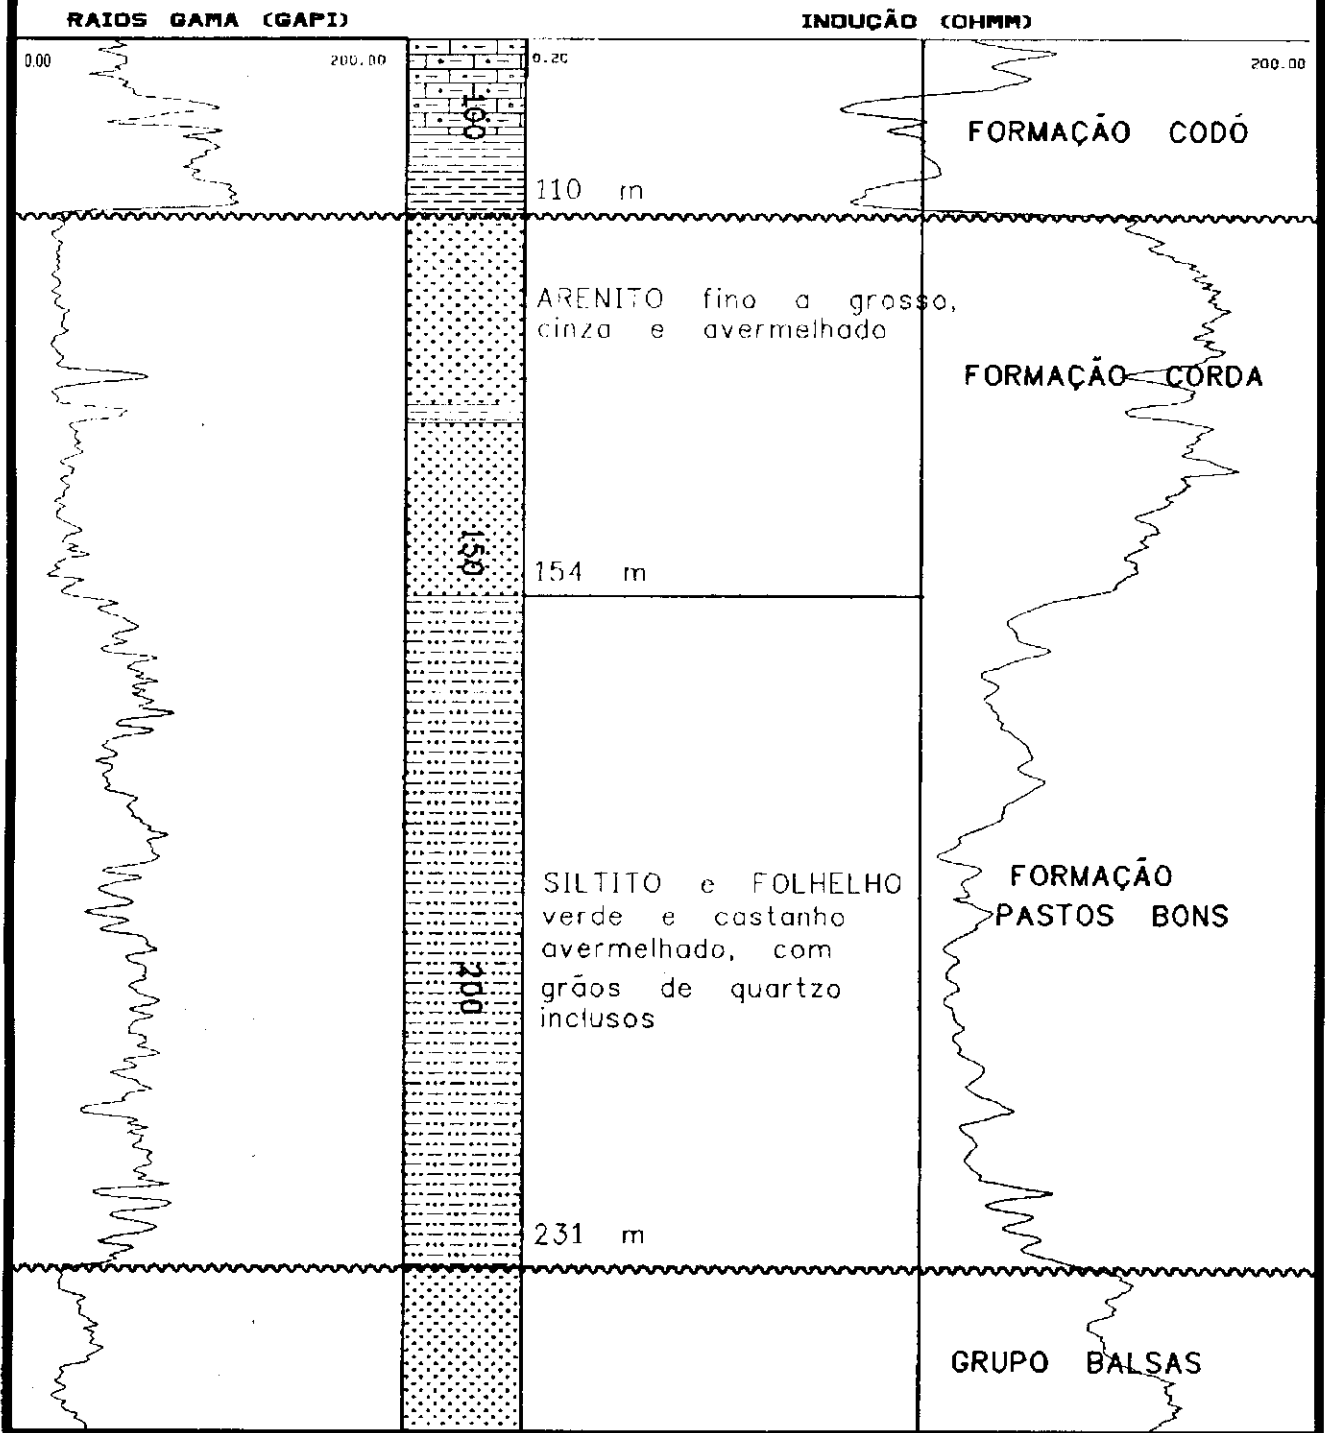 RAIOS GAMA (GAPI)
INDUÇÃO (OHMM)
0.00
200.00
0.20
200.00
100
FORMAÇÃO CODÓ
110 m
ARENITO fino a grosso,
cinza e avermelhado
FORMAÇÃO CORDA
150
154 m
SILTITO e FOLHELHO
verde e castanho
avermelhado, com
grãos de quartzo
inclusos
FORMAÇÃO
PASTOS BONS
200
231 m
GRUPO BALSAS